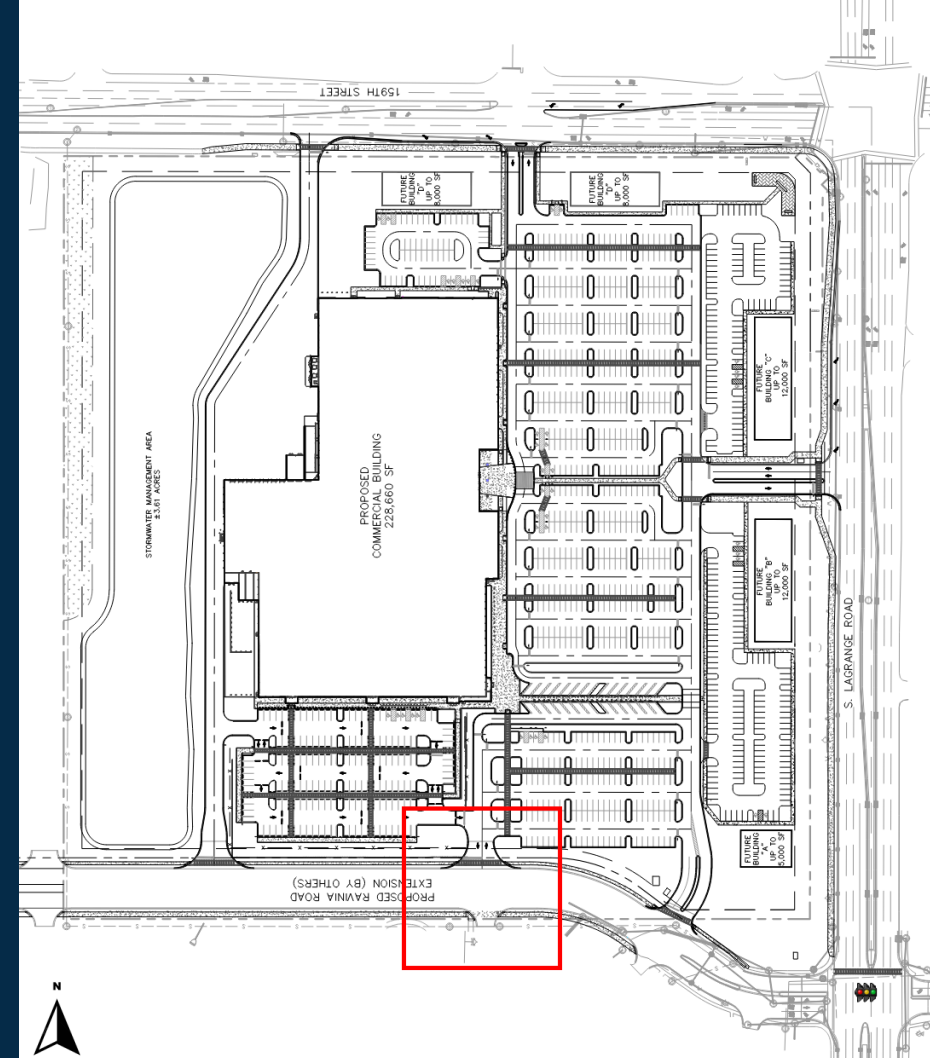 159TH STREET
FUTURE
BUILDING
"D"
UP TO
8,000 SF
FUTURE
BUILDING
"D"
UP TO
8,000 SF
FUTURE
BUILDING "C"
UP TO
12,000 SF
STORMWATER MANAGEMENT AREA
±3.61 ACRES
PROPOSED
COMMERCIAL BUILDING
228,660 SF
FUTURE
BUILDING "B"
UP TO
12,000 SF
S. LAGRANGE ROAD
FUTURE
BUILDING
"A"
UP TO
5,000 SF
PROPOSED RAVINIA ROAD
EXTENSION (BY OTHERS)
N